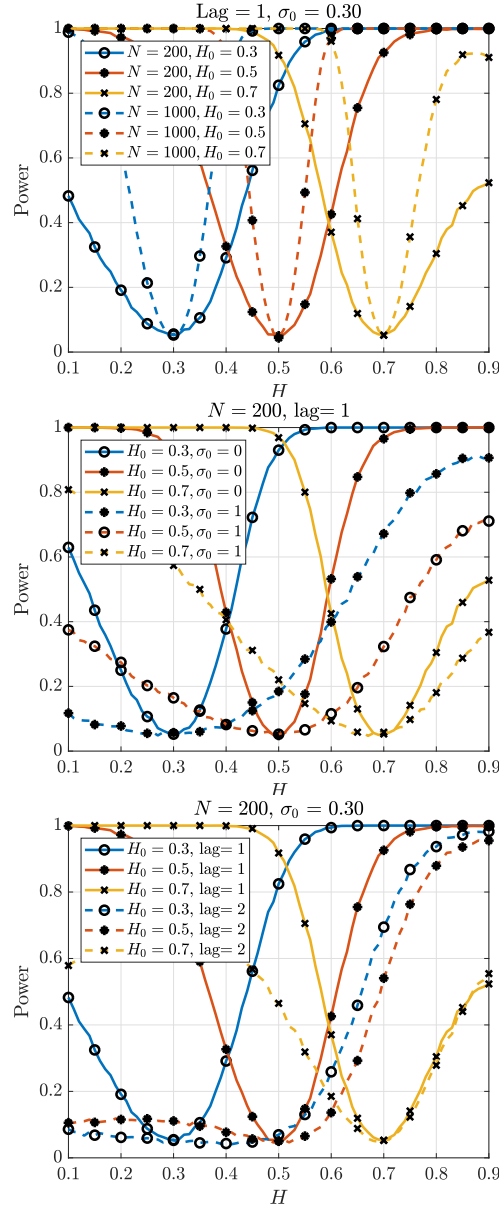 Lag = 1, σ₀ = 0.30
Power
1
0.8
0.6
0.4
0.2
0
N = 200, H₀ = 0.3
N = 200, H₀ = 0.5
N = 200, H₀ = 0.7
N = 1000, H₀ = 0.3
N = 1000, H₀ = 0.5
N = 1000, H₀ = 0.7
0.1 0.2 0.3 0.4 0.5 0.6 0.7 0.8 0.9
H
N = 200, lag= 1
Power
1
0.8
0.6
0.4
0.2
0
H₀ = 0.3, σ₀ = 0
H₀ = 0.5, σ₀ = 0
H₀ = 0.7, σ₀ = 0
H₀ = 0.3, σ₀ = 1
H₀ = 0.5, σ₀ = 1
H₀ = 0.7, σ₀ = 1
0.1 0.2 0.3 0.4 0.5 0.6 0.7 0.8 0.9
H
N = 200, σ₀ = 0.30
Power
1
0.8
0.6
0.4
0.2
0
H₀ = 0.3, lag= 1
H₀ = 0.5, lag= 1
H₀ = 0.7, lag= 1
H₀ = 0.3, lag= 2
H₀ = 0.5, lag= 2
H₀ = 0.7, lag= 2
0.1 0.2 0.3 0.4 0.5 0.6 0.7 0.8 0.9
H